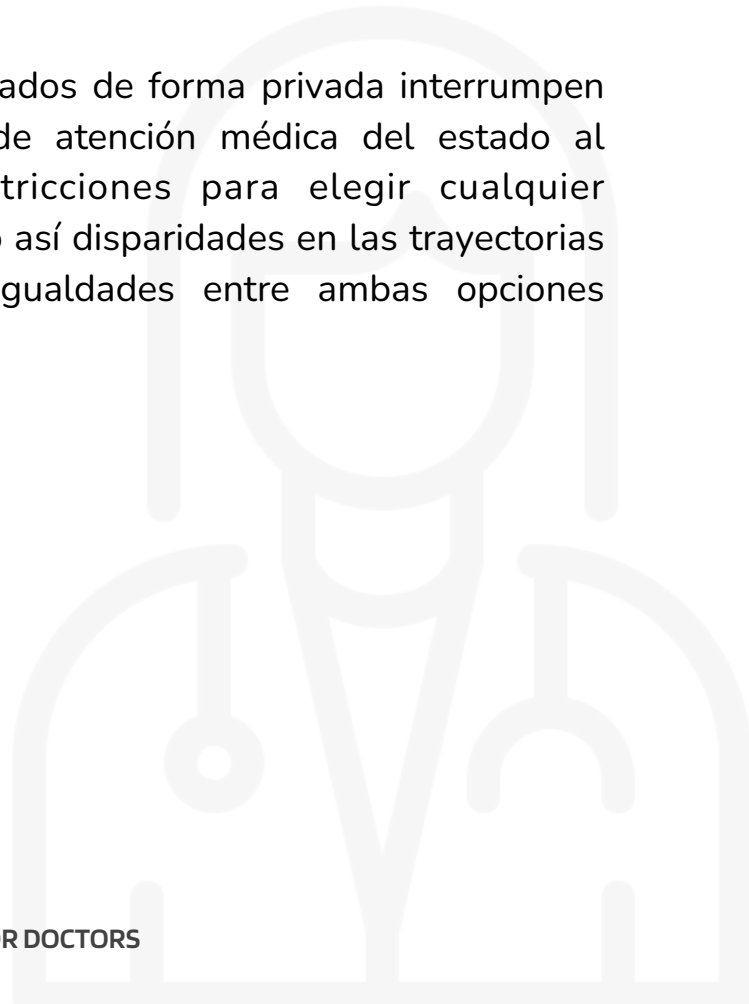 ados de forma privada interrumpen
de atención médica del estado al
tricciones para elegir cualquier
así disparidades en las trayectorias
gualdades entre ambas opciones
R DOCTORS